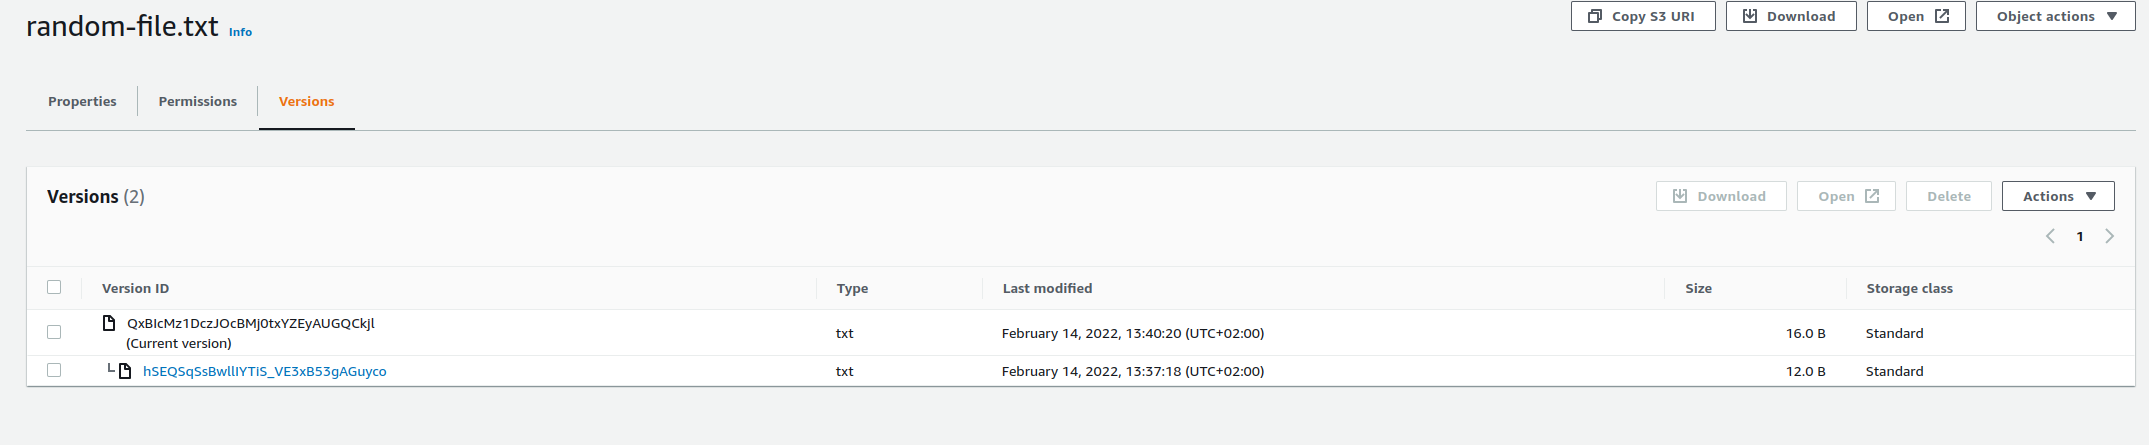 random-file.txt Info
Copy S3 URI Download Open Object actions
Properties Permissions Versions
Versions (2)
Download Open Delete Actions
1
Version ID Type Last modified Size Storage class
QxBIcMz1DczJOcBMj0txYZEyAUGQCkjl
(Current version) txt February 14, 2022, 13:40:20 (UTC+02:00) 16.0 B Standard
hSEQSqSsBwllIYTiS_VE3xB53gAGuyco txt February 14, 2022, 13:37:18 (UTC+02:00) 12.0 B Standard